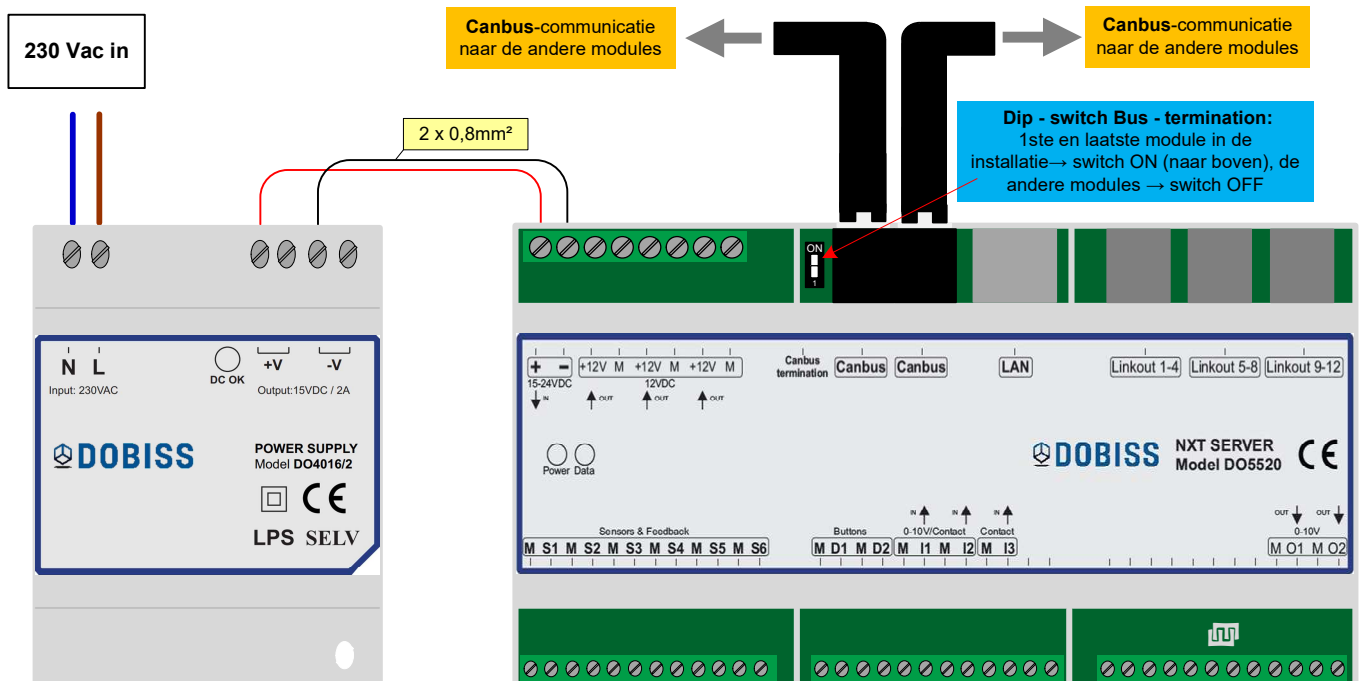 230 Vac in
Canbus-communicatie
naar de andere modules
Canbus-communicatie
naar de andere modules
2 x 0,8mm²
Dip - switch Bus - termination:
1ste en laatste module in de
installatie→ switch ON (naar boven), de
andere modules → switch OFF
ON
1
N L
Input: 230VAC
DC OK
+V -V
Output:15VDC / 2A
DOBISS
POWER SUPPLY
Model DO4016/2
CE
LPS SELV
+ - +12V M +12V M +12V M
15-24VDC 12VDC
IN OUT OUT OUT
Canbus
termination
Canbus Canbus
LAN
Linkout 1-4 Linkout 5-8 Linkout 9-12
Power Data
DOBISS
NXT SERVER
Model DO5520
CE
Sensors & Feedback
M S1 M S2 M S3 M S4 M S5 M S6
IN IN IN
Buttons 0-10V/Contact Contact
M D1 M D2 M I1 M I2 M I3
OUT OUT
0-10V
M O1 M O2